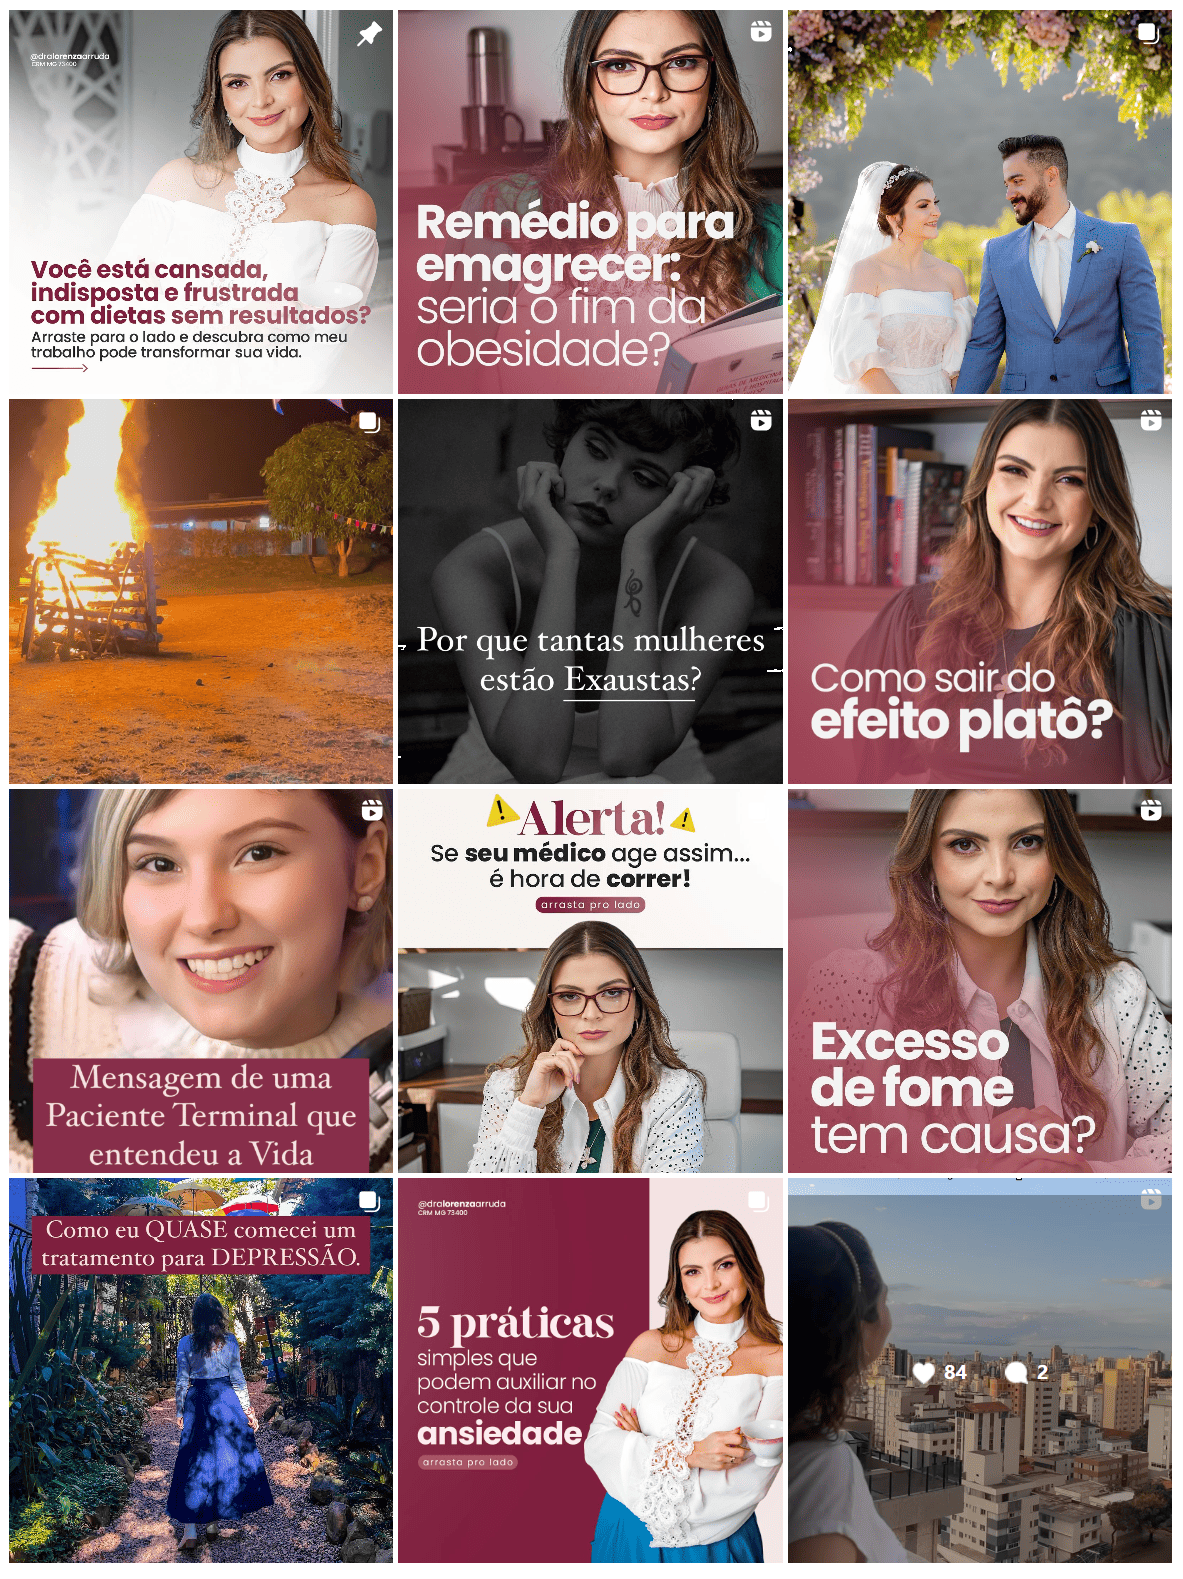 @dralorenzaarruda
CRM MG 73400
Você está cansada,
indisposta e frustrada
com dietas sem resultados?
Arraste para o lado e descubra como meu
trabalho pode transformar sua vida.
Remédio para
emagrecer:
seria o fim da
obesidade?
Por que tantas mulheres
estão Exaustas?
Como sair do
efeito platô?
Mensagem de uma
Paciente Terminal que
entendeu a Vida
Alerta!
Se seu médico age assim...
é hora de correr!
arrasta pro lado
Excesso
de fome
tem causa?
Como eu QUASE comecei um
tratamento para DEPRESSÃO.
@dralorenzaarruda
CRM MG 73400
5 práticas
simples que
podem auxiliar no
controle da sua
ansiedade
arrasta pro lado
84
2